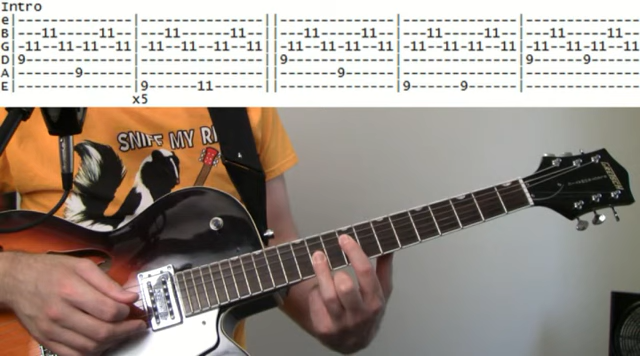 Intro
e|--------------|---------------||--------------|--------------|--------------
B|---11-----11--|---11------11--||---11-----11--|---11-----11--|---11-----11--
G|-11--11-11--11|-11--11--11--11||-11--11-11--11|-11--11-11--11|-11--11-11--11
D|9-------------|---------------||9-------------|--------------|9------9------
A|-------9------|---------------||-------9------|--------------|--------------
E|--------------|9------11------||--------------|9------9------|--------------
x5
SNIFF MY